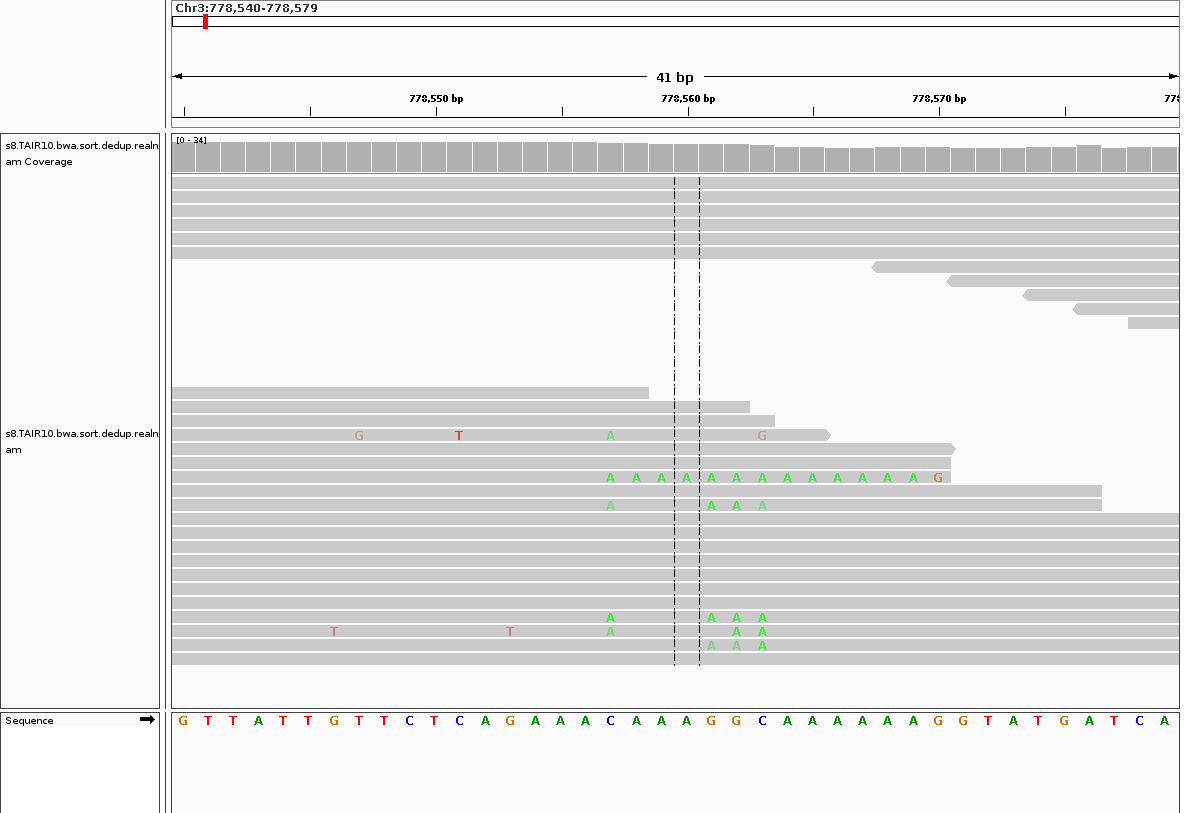 Chr3:778,540-778,579
41 bp
778,550 bp 778,560 bp 778,570 bp 778
s8.TAIR10.bwa.sort.dedup.realn
am Coverage
[0 - 34]
s8.TAIR10.bwa.sort.dedup.realn
am
G T A G
A A A A A A A A A A A A A G
A A A A
A A A A
T T A A A
A A A
Sequence
G T T A T T G T T C T C A G A A A C A A A G G C A A A A A A G G T A T G A T C A